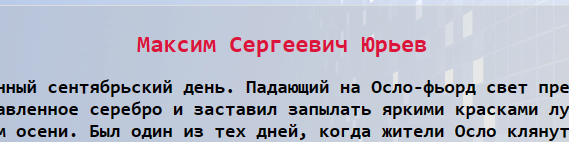 Максим Сергеевич Юрьев
нный сентябрьский день. Падающий на Осло-фьорд свет пре
авленное серебро и заставил запылать яркими красками лу
м осени. Был один из тех дней, когда жители Осло клянут